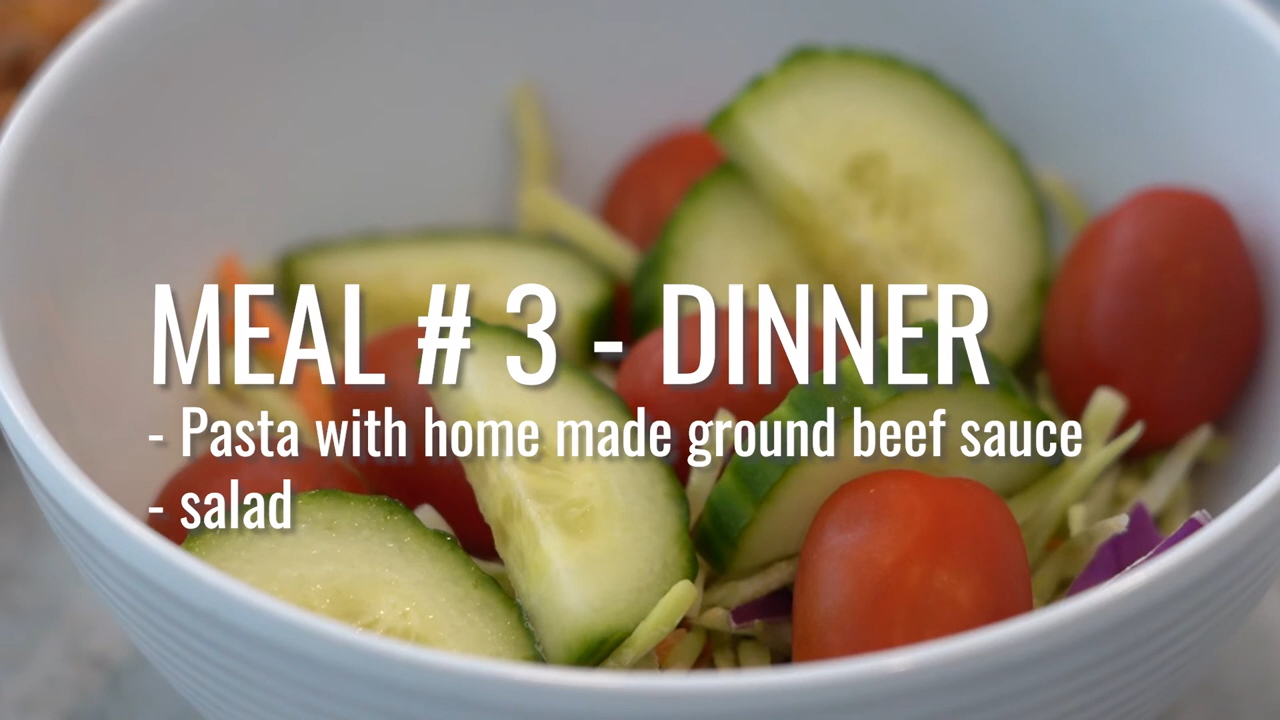 MEAL # 3 - DINNER
- Pasta with home made ground beef sauce
- salad